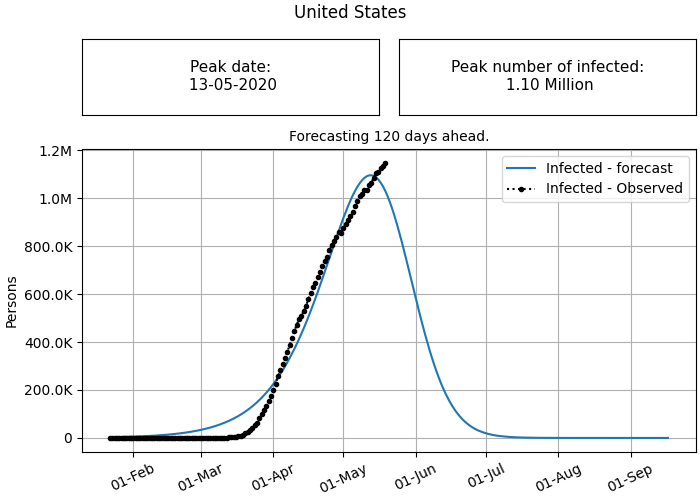 United States
Peak date:
13-05-2020
Peak number of infected:
1.10 Million
Forecasting 120 days ahead.
1.2M
1.0M
800.0K
600.0K
400.0K
200.0K
0
Persons
Infected - forecast
Infected - Observed
01-Feb
01-Mar
01-Apr
01-May
01-Jun
01-Jul
01-Aug
01-Sep